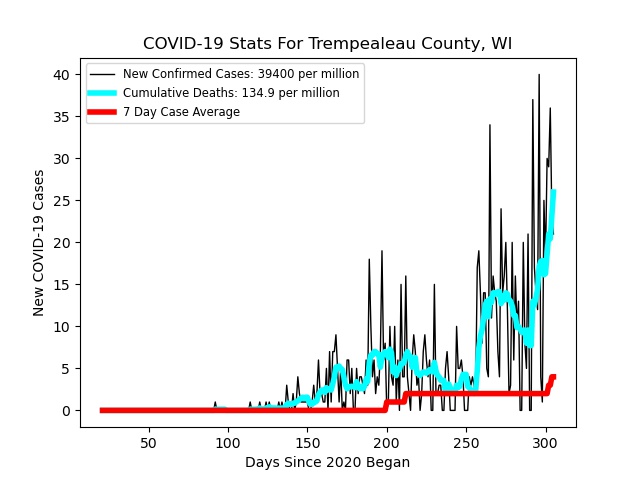 COVID-19 Stats For Trempealeau County, WI
New Confirmed Cases: 39400 per million
Cumulative Deaths: 134.9 per million
7 Day Case Average
New COVID-19 Cases
40
35
30
25
20
15
10
5
0
50 100 150 200 250 300
Days Since 2020 Began